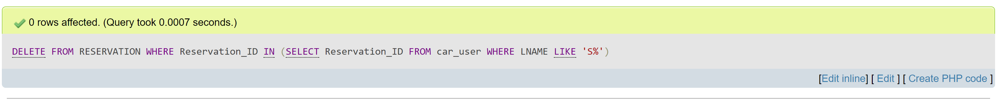 0 rows affected. (Query took 0.0007 seconds.)
DELETE FROM RESERVATION WHERE Reservation_ID IN (SELECT Reservation_ID FROM car_user WHERE LNAME LIKE 'S%')
[Edit inline] [ Edit ] [ Create PHP code ]